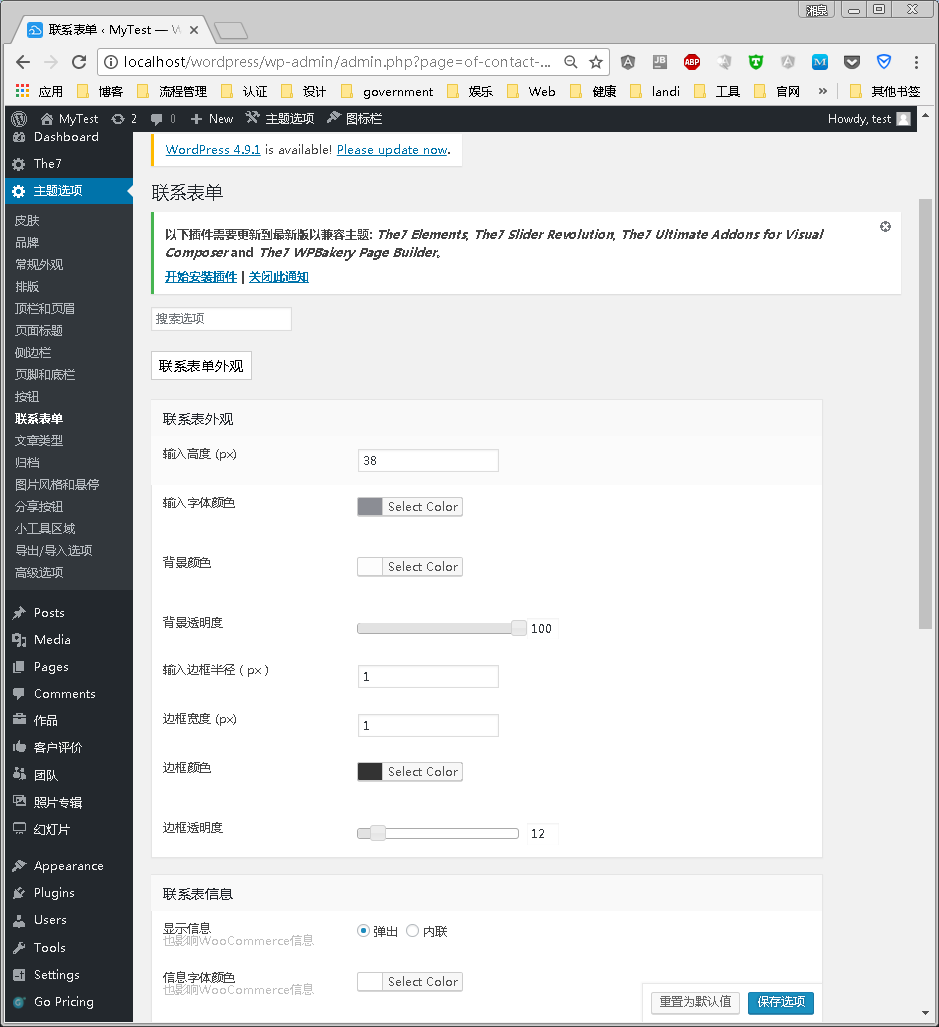 湘泉
联系表单 ‹ MyTest — W
localhost/wordpress/wp-admin/admin.php?page=of-contact-...
应用 博客 流程管理 认证 设计 government 娱乐 Web 健康 landi 工具 官网 » 其他书签
MyTest 2 0 + New 主题选项 图标栏 Howdy, test
Dashboard
The7
主题选项
皮肤
品牌
常规外观
排版
顶栏和页眉
页面标题
侧边栏
页脚和底栏
按钮
联系表单
文章类型
归档
图片风格和悬停
分享按钮
小工具区域
导出/导入选项
高级选项
Posts
Media
Pages
Comments
作品
客户评价
团队
照片专辑
幻灯片
Appearance
Plugins
Users
Tools
Settings
Go Pricing
WordPress 4.9.1 is available! Please update now.
联系表单
以下插件需要更新到最新版以兼容主题: The7 Elements, The7 Slider Revolution, The7 Ultimate Addons for Visual
Composer and The7 WPBakery Page Builder。
开始安装插件 | 关闭此通知
搜索选项
联系表单外观
联系表外观
输入高度 (px) 38
输入字体颜色 Select Color
背景颜色 Select Color
背景透明度 100
输入边框半径 ( px ) 1
边框宽度 (px) 1
边框颜色 Select Color
边框透明度 12
联系表信息
显示信息 弹出 内联
也影响WooCommerce信息
信息字体颜色 Select Color
也影响WooCommerce信息
重置为默认值 保存选项